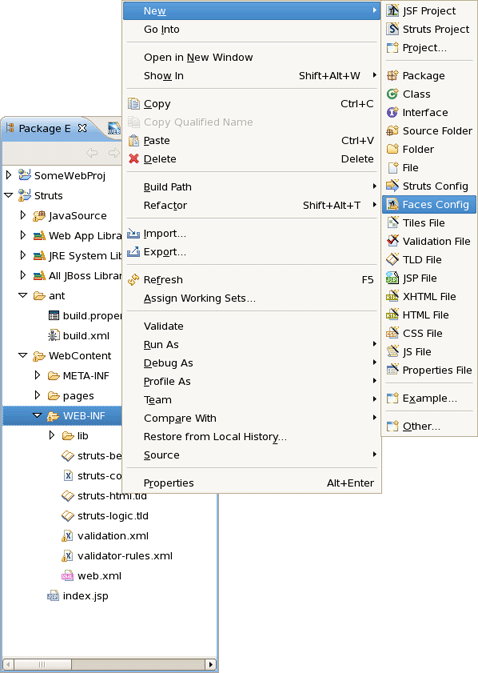 New
Go Into
Open in New Window
Show In Shift+Alt+W
Copy Ctrl+C
Copy Qualified Name
Paste Ctrl+V
Delete Delete
Build Path
Refactor Shift+Alt+T
Import...
Export...
Refresh F5
Assign Working Sets...
Validate
Run As
Debug As
Profile As
Team
Compare With
Restore from Local History...
Source
Properties Alt+Enter
JSF Project
Struts Project
Project...
Package
Class
Interface
Source Folder
Folder
File
Struts Config
Faces Config
Tiles File
Validation File
TLD File
JSP File
XHTML File
HTML File
CSS File
JS File
Properties File
Example...
Other...
Package E
SomeWebProj
Struts
JavaSource
Web App Libra
JRE System Lib
All JBoss Libra
ant
build.proper
build.xml
WebContent
META-INF
pages
WEB-INF
lib
struts-be
struts-co
struts-html.tld
struts-logic.tld
validation.xml
validator-rules.xml
web.xml
index.jsp